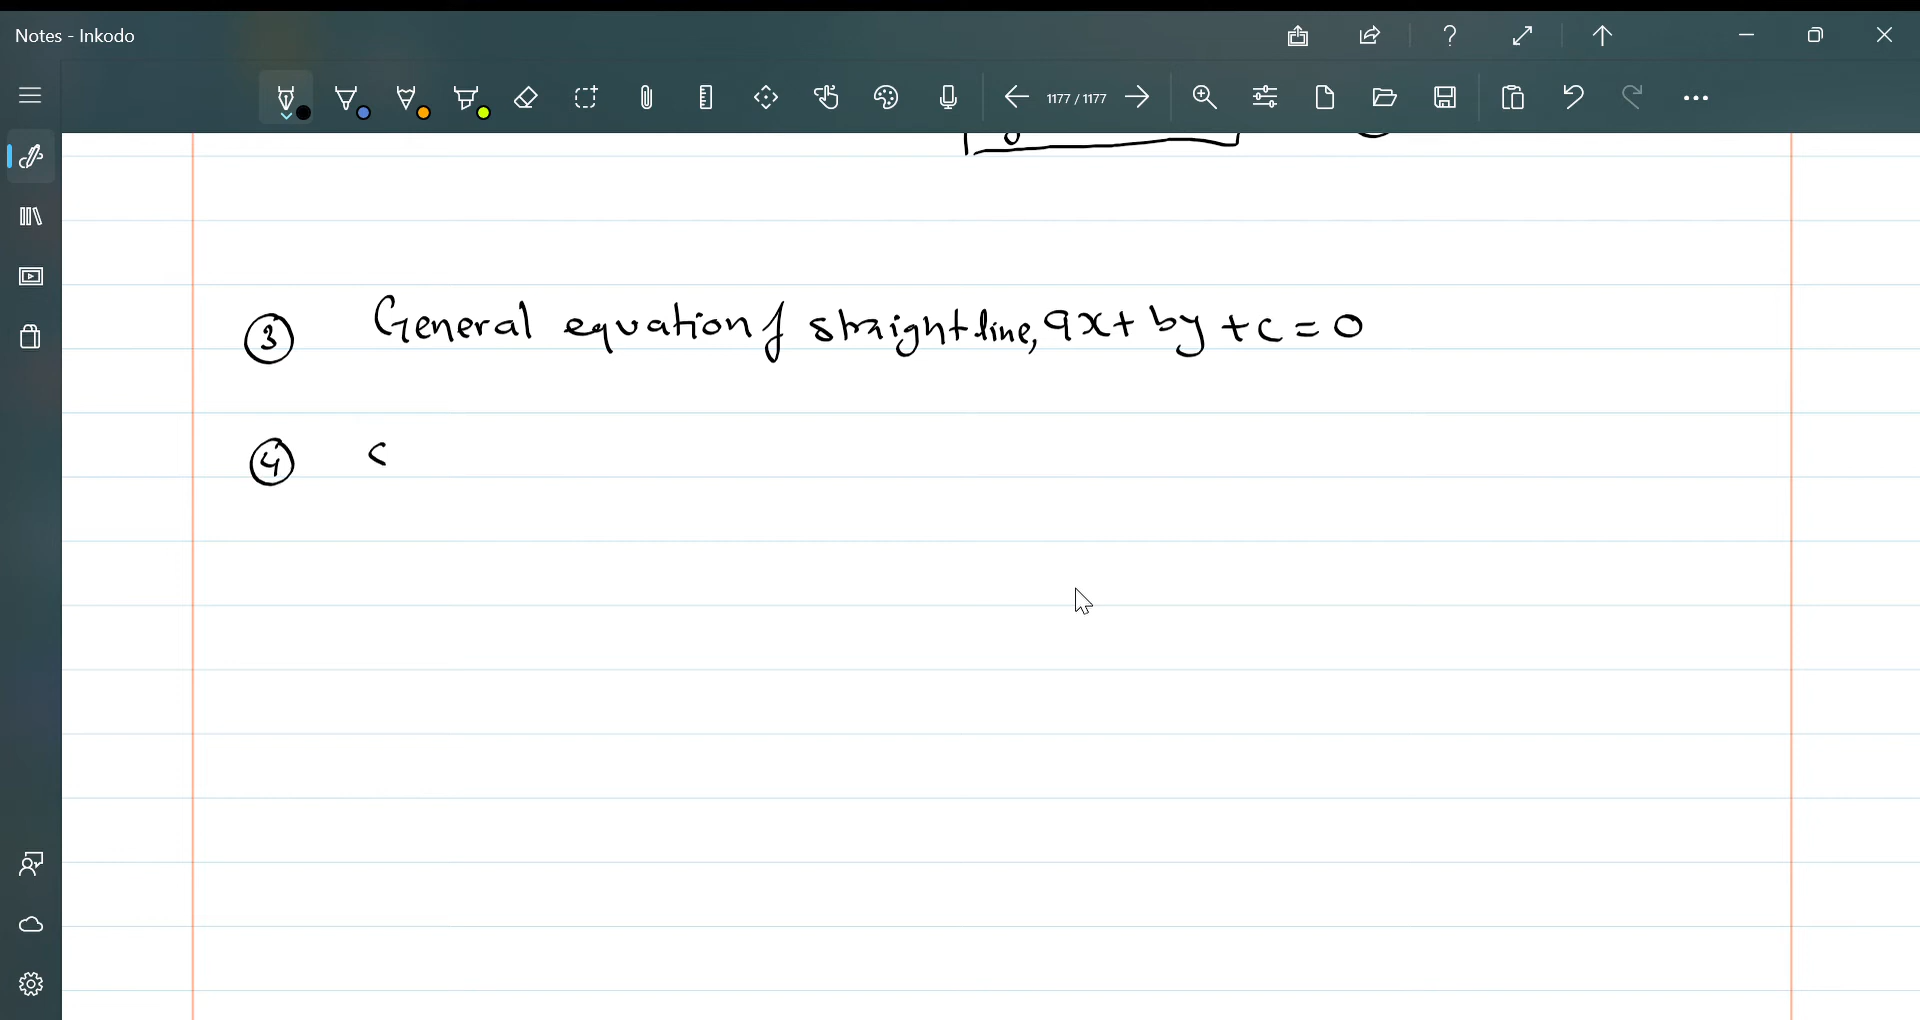 Notes - Inkodo
1177 / 1177
③ General equation of straight line, ax + by + c = 0
④ c